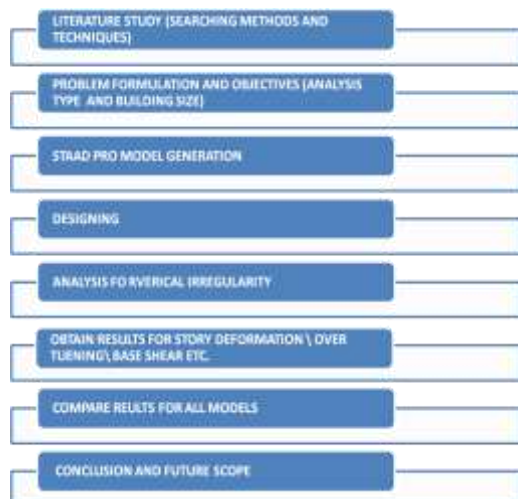 LITERATURE STUDY (SEARCHING METHODS AND
TECHNIQUES)
PROBLEM FORMULATION AND OBJECTIVES (ANALYSIS
TYPE AND BUILDING SIZE)
STAAD PRO MODEL GENERATION
DESIGNING
ANALYSIS FO RVERICAL IRREGULARITY
OBTAIN RESULTS FOR STORY DEFORMATION \ OVER
TUENING\ BASE SHEAR ETC.
COMPARE REULTS FOR ALL MODELS
CONCLUSION AND FUTURE SCOPE